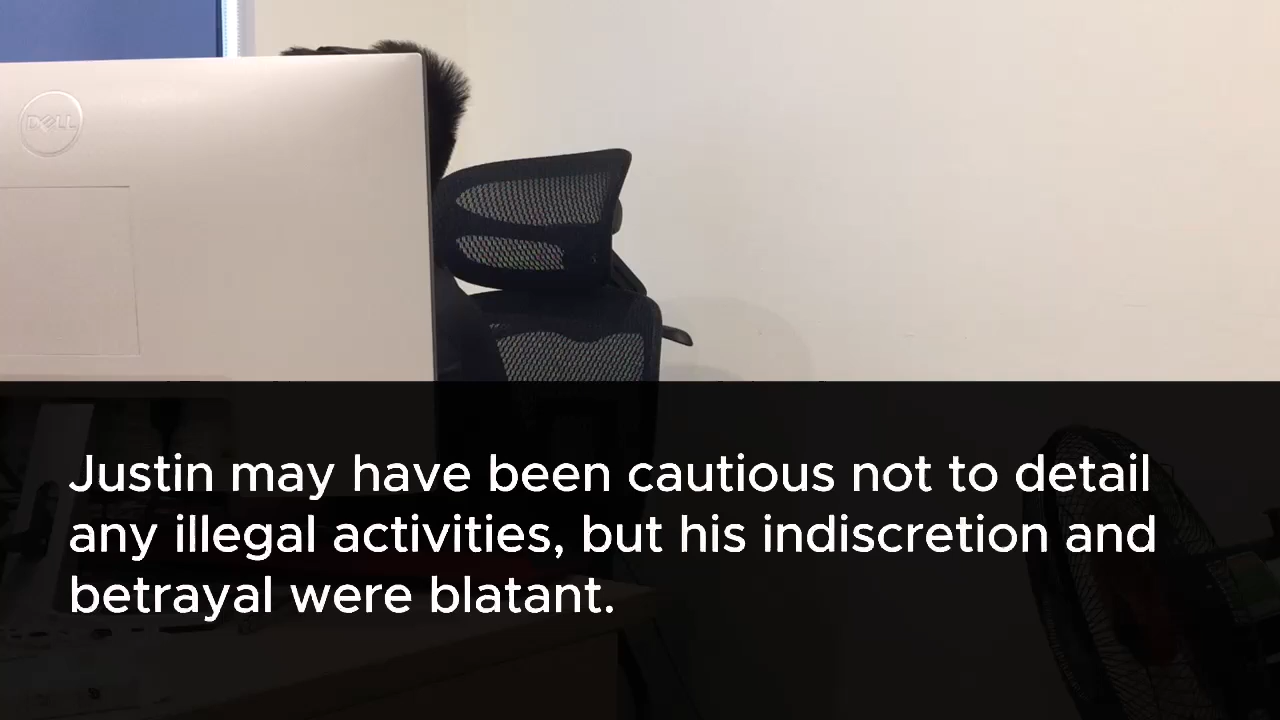 DELL
Justin may have been cautious not to detail
any illegal activities, but his indiscretion and
betrayal were blatant.